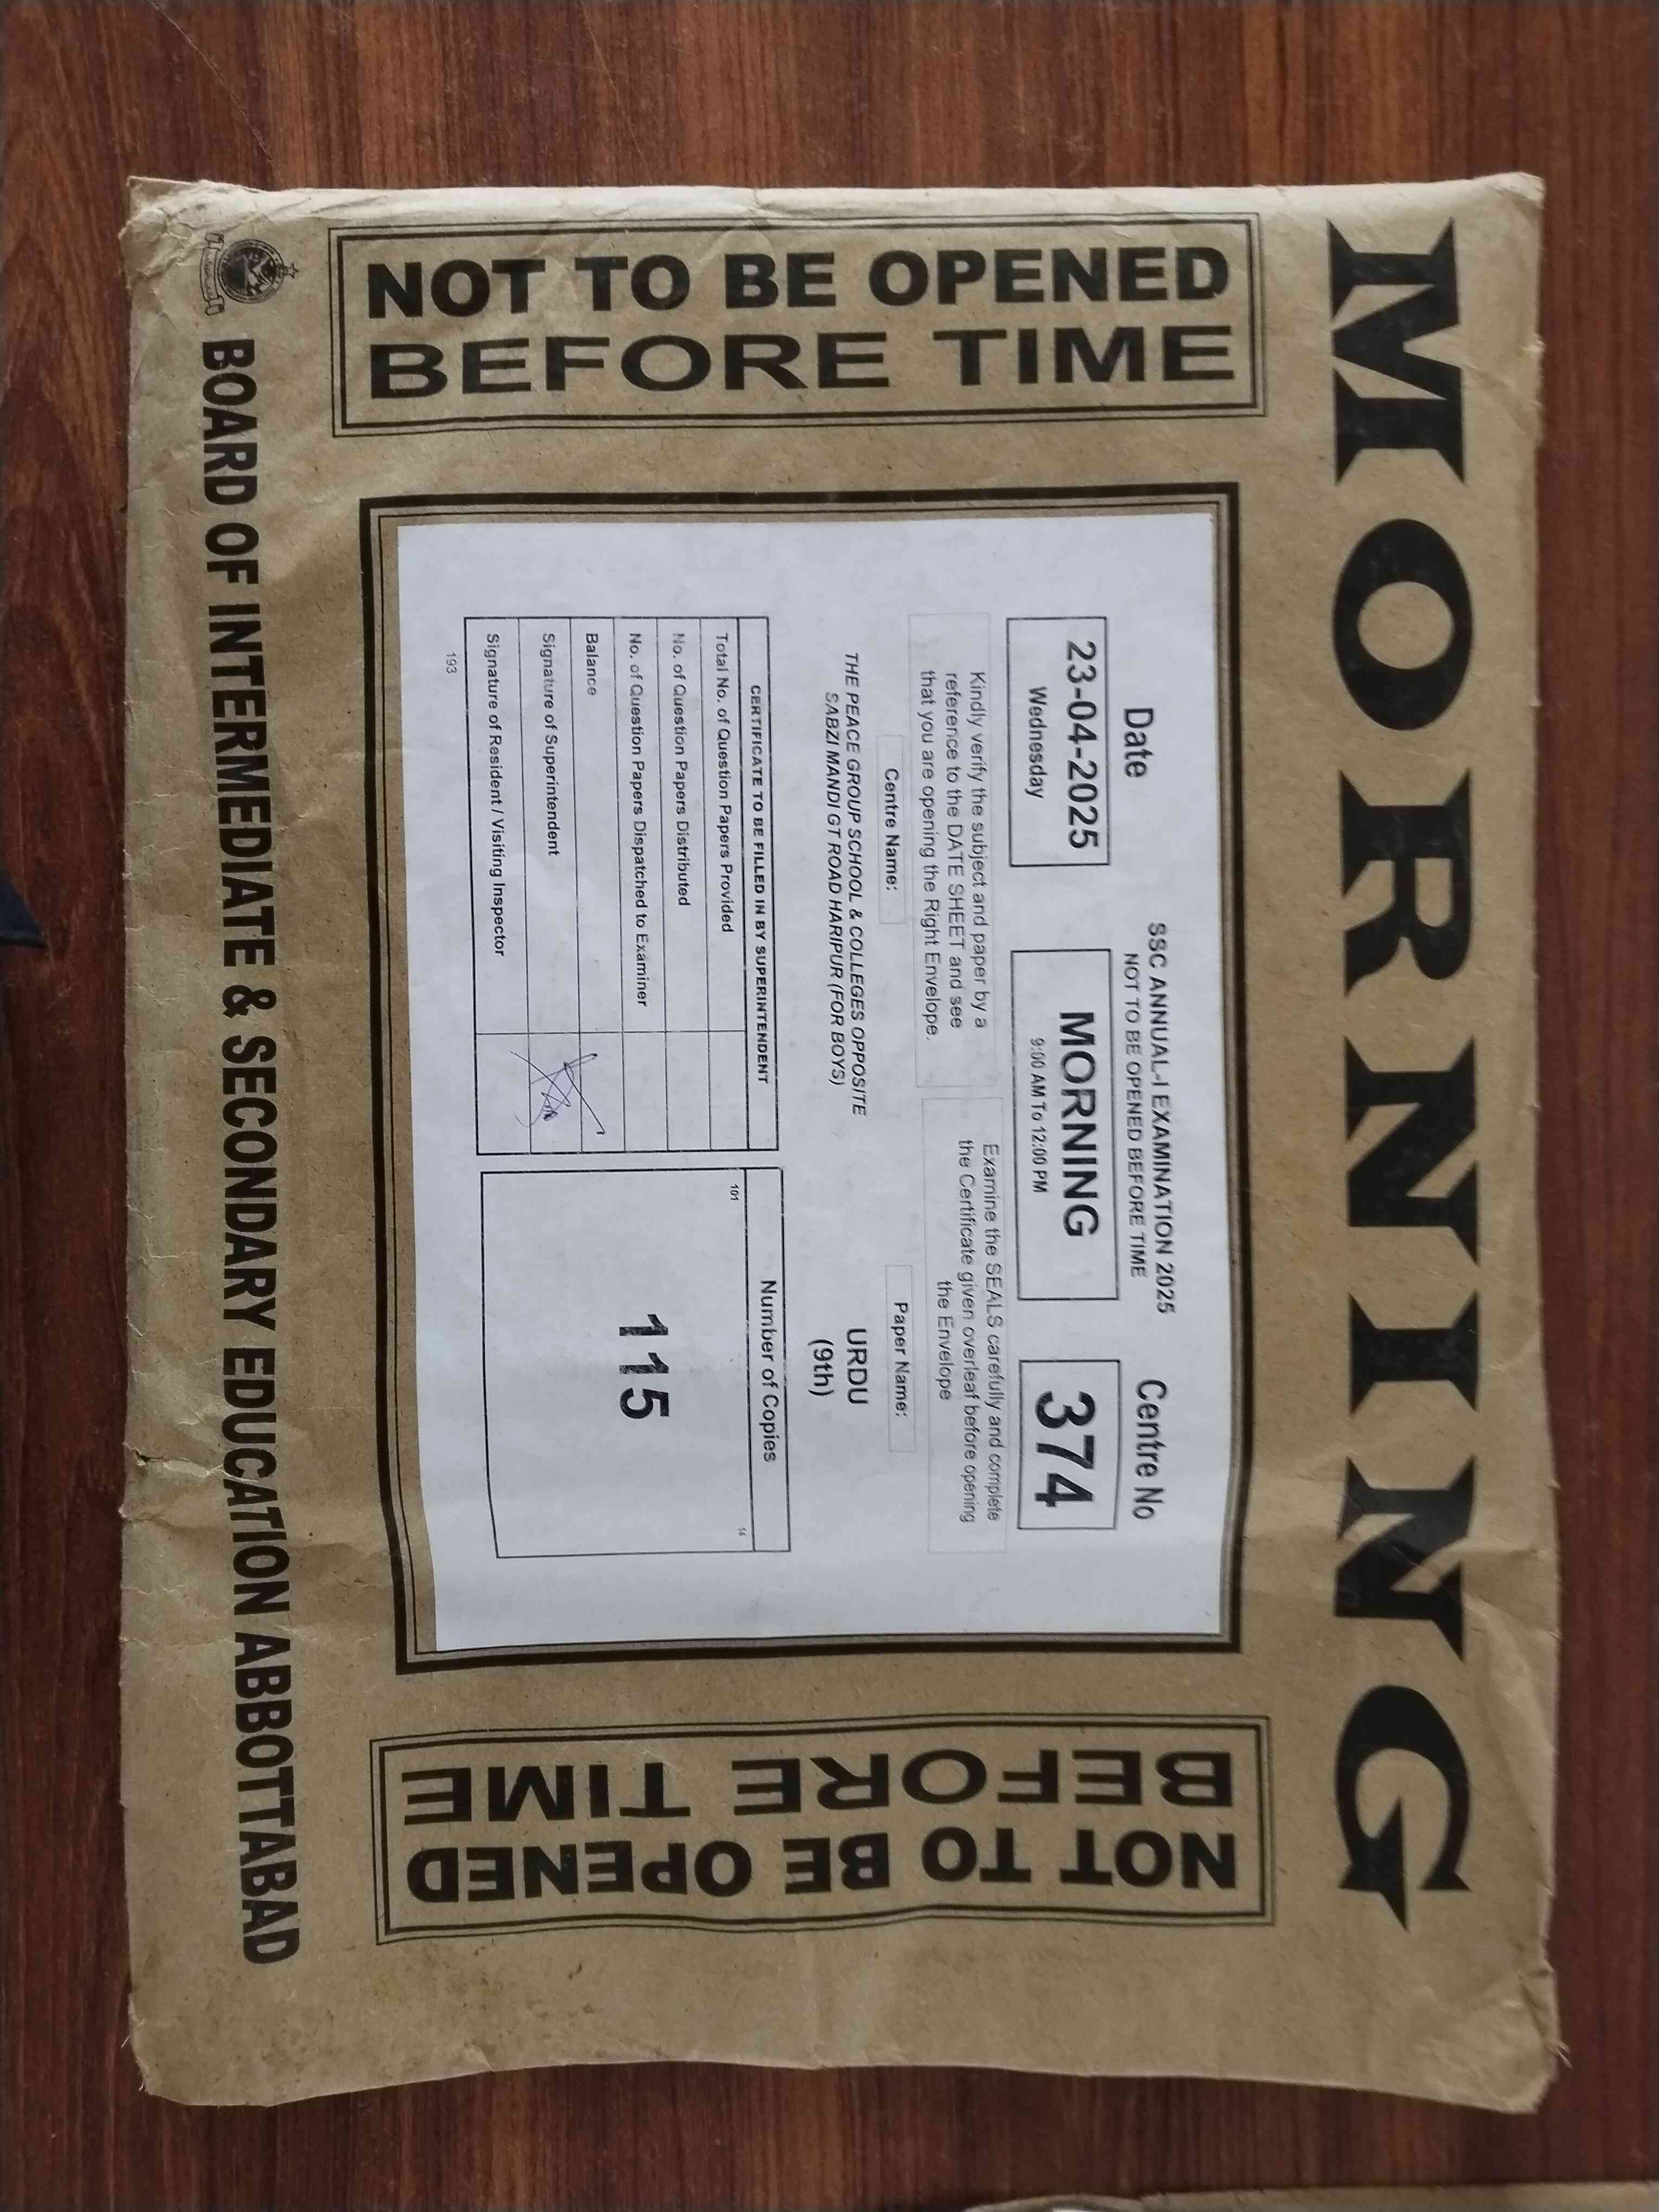 MORNING
NOT TO BE OPENED
BEFORE TIME
SSC ANNUAL-I EXAMINATION 2025
NOT TO BE OPENED BEFORE TIME
Date
23-04-2025
Wednesday
MORNING
9:00 AM To 12:00 PM
Centre No
374
Kindly verify the subject and paper by a
reference to the DATE SHEET and see
that you are opening the Right Envelope.
Examine the SEALS carefully and complete
the Certificate given overleaf before opening
the Envelope
Centre Name:
THE PEACE GROUP SCHOOL & COLLEGES OPPOSITE
SABZI MANDI GT ROAD HARIPUR (FOR BOYS)
Paper Name:
URDU
(9th)
CERTIFICATE TO BE FILLED IN BY SUPERINTENDENT
Total No. of Question Papers Provided
No. of Question Papers Distributed
No. of Question Papers Dispatched to Examiner
Balance
Signature of Superintendent
Signature of Resident / Visiting Inspector
193
Number of Copies
101
14
115
NOT TO BE OPENED
BEFORE TIME
BOARD OF INTERMEDIATE & SECONDARY EDUCATION ABBOTTABAD